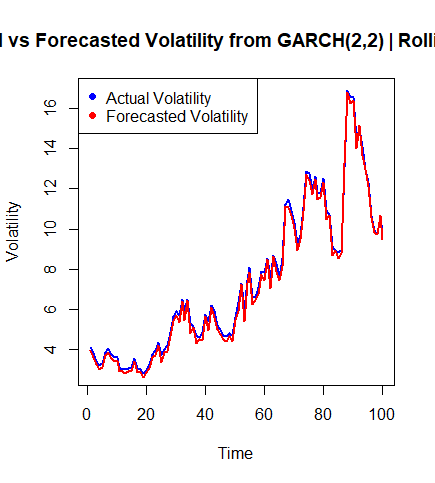 vs Forecasted Volatility from GARCH(2,2) | Rolli
Actual Volatility
Forecasted Volatility
Volatility
16
14
12
10
8
6
4
0 20 40 60 80 100
Time